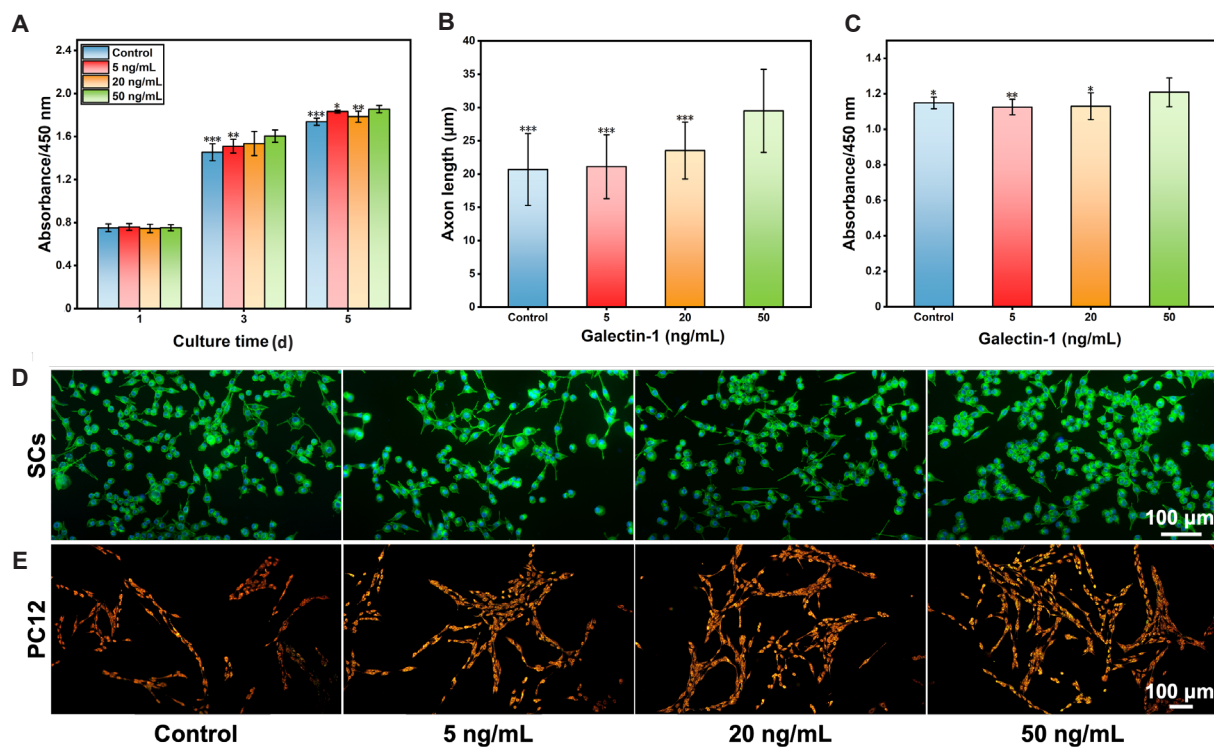 A
Absorbance/450 nm
2.4
2.0
1.6
1.2
0.8
0.4
0
Control
5 ng/mL
20 ng/mL
50 ng/mL
*** **
*** * **
1 3 5
Culture time (d)
B
Axon length (μm)
40
35
30
25
20
15
10
5
0
*** *** ***
Control 5 20 50
Galectin-1 (ng/mL)
C
Absorbance/450 nm
1.4
1.2
1.0
0.8
0.6
0.4
0.2
0
* ** *
Control 5 20 50
Galectin-1 (ng/mL)
D
SCs
100 μm
E
PC12
100 μm
Control 5 ng/mL 20 ng/mL 50 ng/mL